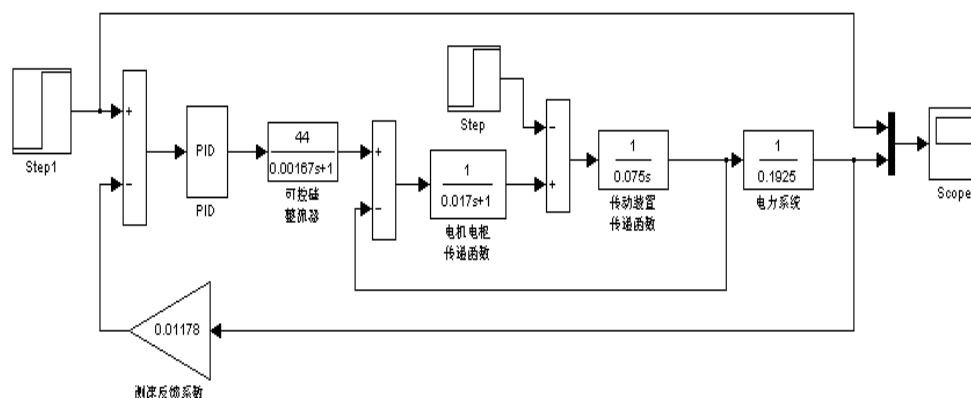 Step1
+
−
PID
PID
44
0.00167s+1
可控硅
整流器
+
−
1
0.017s+1
电机电枢
传递函数
Step
−
+
1
0.075s
传动装置
传递函数
1
0.1925
电力系统
Scope
0.01178
测速反馈系数